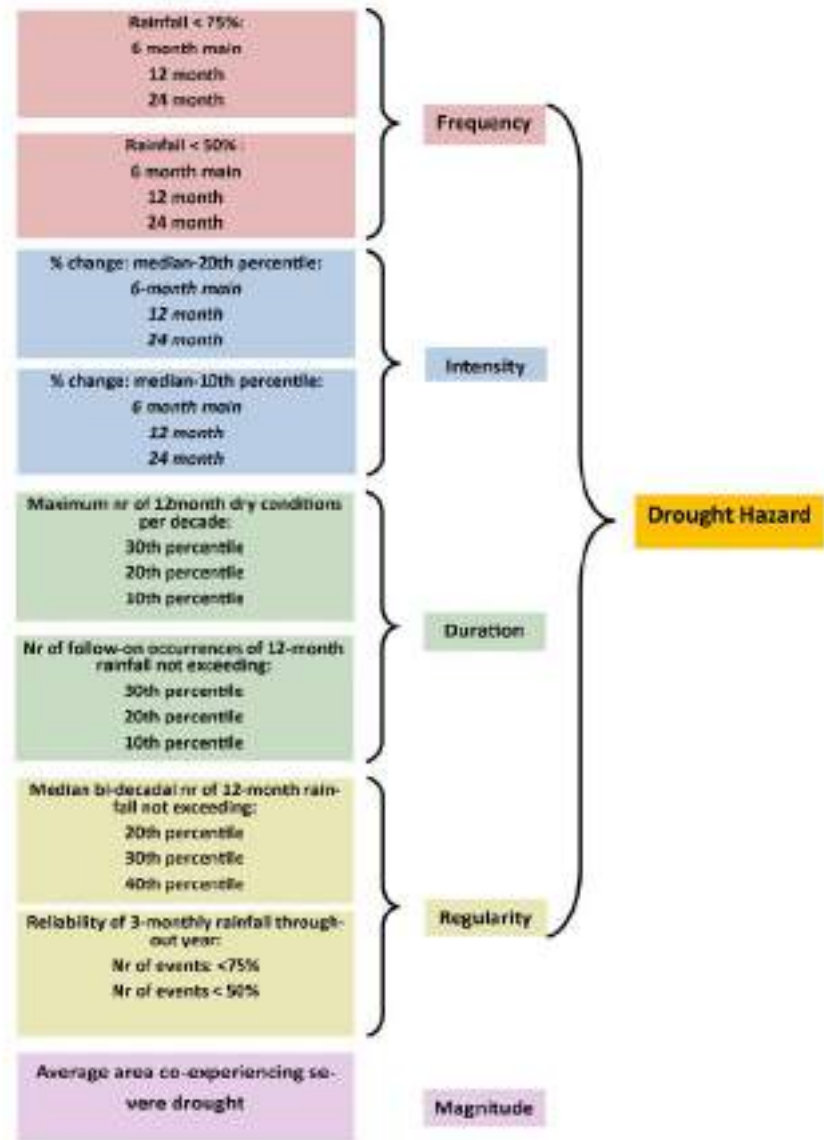 Rainfall < 75%:
6 month main
12 month
24 month
Rainfall < 50% :
6 month main
12 month
24 month
Frequency
% change: median-20th percentile:
6-month main
12 month
24 month
% change: median-10th percentile:
6 month main
12 month
24 month
Intensity
Maximum nr of 12month dry conditions
per decade:
30th percentile
20th percentile
10th percentile
Nr of follow-on occurrences of 12-month
rainfall not exceeding:
30th percentile
20th percentile
10th percentile
Duration
Median bi-decadal nr of 12-month rain-
fall not exceeding:
20th percentile
30th percentile
40th percentile
Reliability of 3-monthly rainfall through-
out year:
Nr of events: <75%
Nr of events < 50%
Regularity
Average area co-experiencing se-
vere drought
Magnitude
Drought Hazard